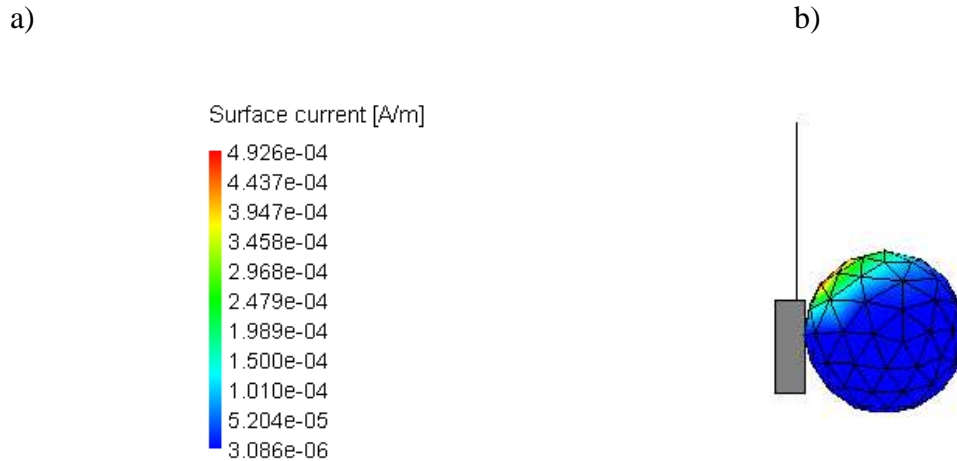 a)
b)
Surface current [A/m]
4.926e-04
4.437e-04
3.947e-04
3.458e-04
2.968e-04
2.479e-04
1.989e-04
1.500e-04
1.010e-04
5.204e-05
3.086e-06